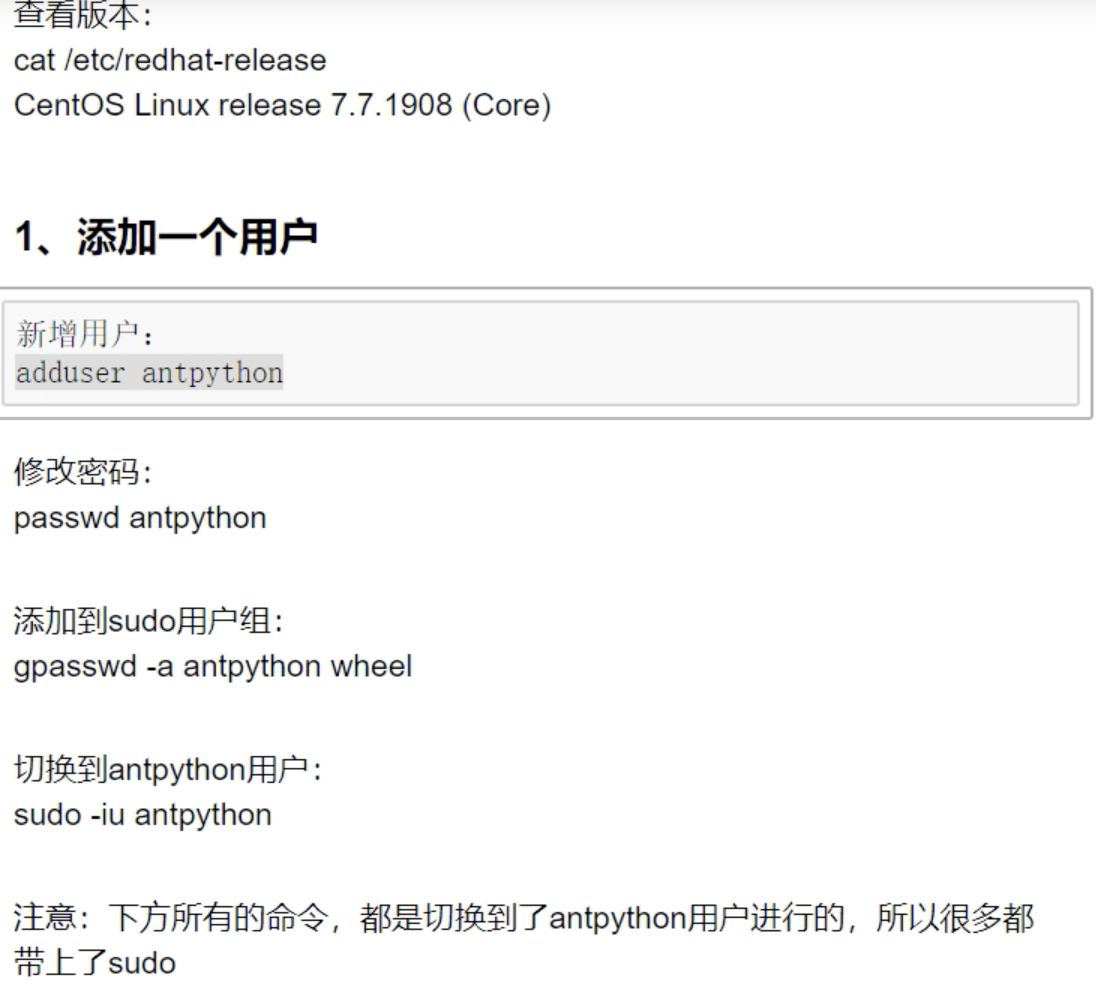 查看版本：
cat /etc/redhat-release
CentOS Linux release 7.7.1908 (Core)
1、添加一个用户
新增用户：
adduser antpython
修改密码：
passwd antpython
添加到sudo用户组：
gpasswd -a antpython wheel
切换到antpython用户：
sudo -iu antpython
注意：下方所有的命令，都是切换到了antpython用户进行的，所以很多都
带上了sudo